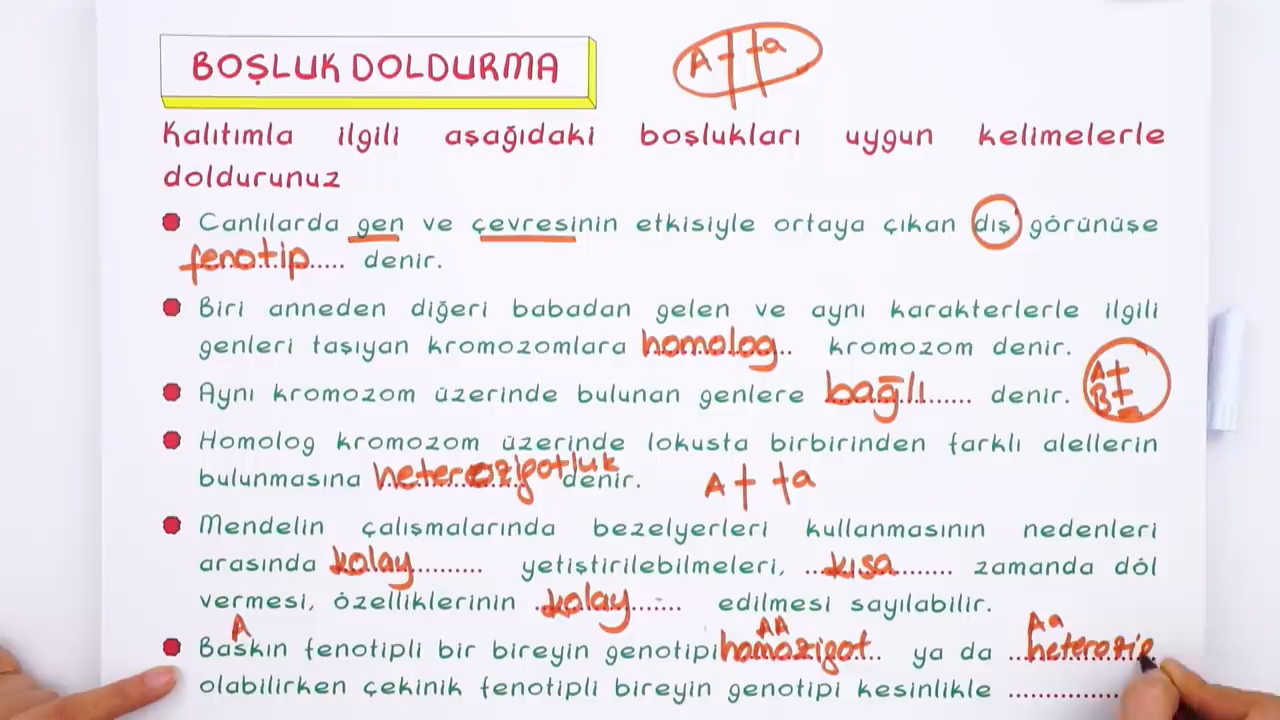 BOŞLUK DOLDURMA
A a
Kalıtımla ilgili aşağıdaki boşlukları uygun kelimelerle
doldurunuz
Canlılarda gen ve çevresinin etkisiyle ortaya çıkan dış görünüşe
fenotip..... denir.
Biri anneden diğeri babadan gelen ve aynı karakterlerle ilgili
genleri taşıyan kromozomlara homolog.. kromozom denir.
Aynı kromozom üzerinde bulunan genlere bağlı...... denir.
A
B
Homolog kromozom üzerinde lokusta birbirinden farklı alellerin
bulunmasına heterozigotluk denir. A a
Mendelin çalışmalarında bezelyerleri kullanmasının nedenleri
arasında kolay.......... yetiştirilebilmeleri, ...kısa........ zamanda döl
vermesi, özelliklerinin ..kolay...... edilmesi sayılabilir.
A AA Aa
Baskın fenotipli bir bireyin genotipi homozigot.. ya da ..heterozig
olabilirken çekinik fenotipli bireyin genotipi kesinlikle ............